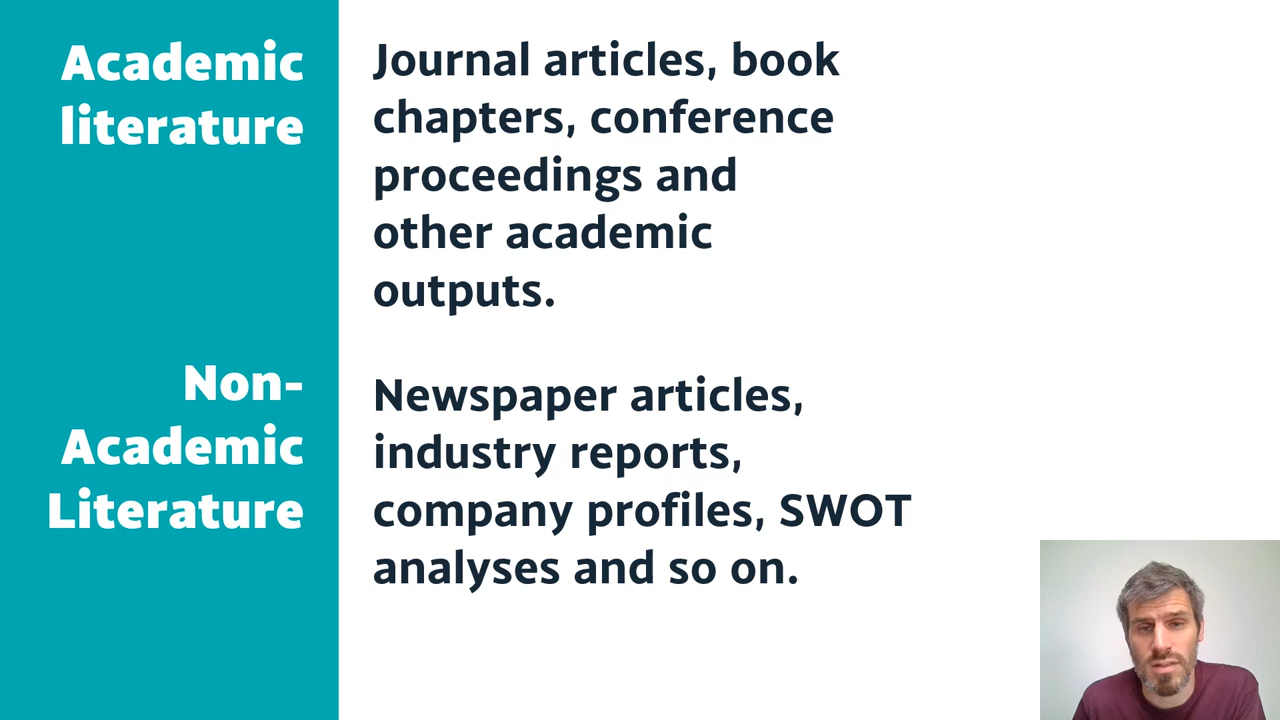 Academic
literature
Journal articles, book
chapters, conference
proceedings and
other academic
outputs.
Non-
Academic
Literature
Newspaper articles,
industry reports,
company profiles, SWOT
analyses and so on.